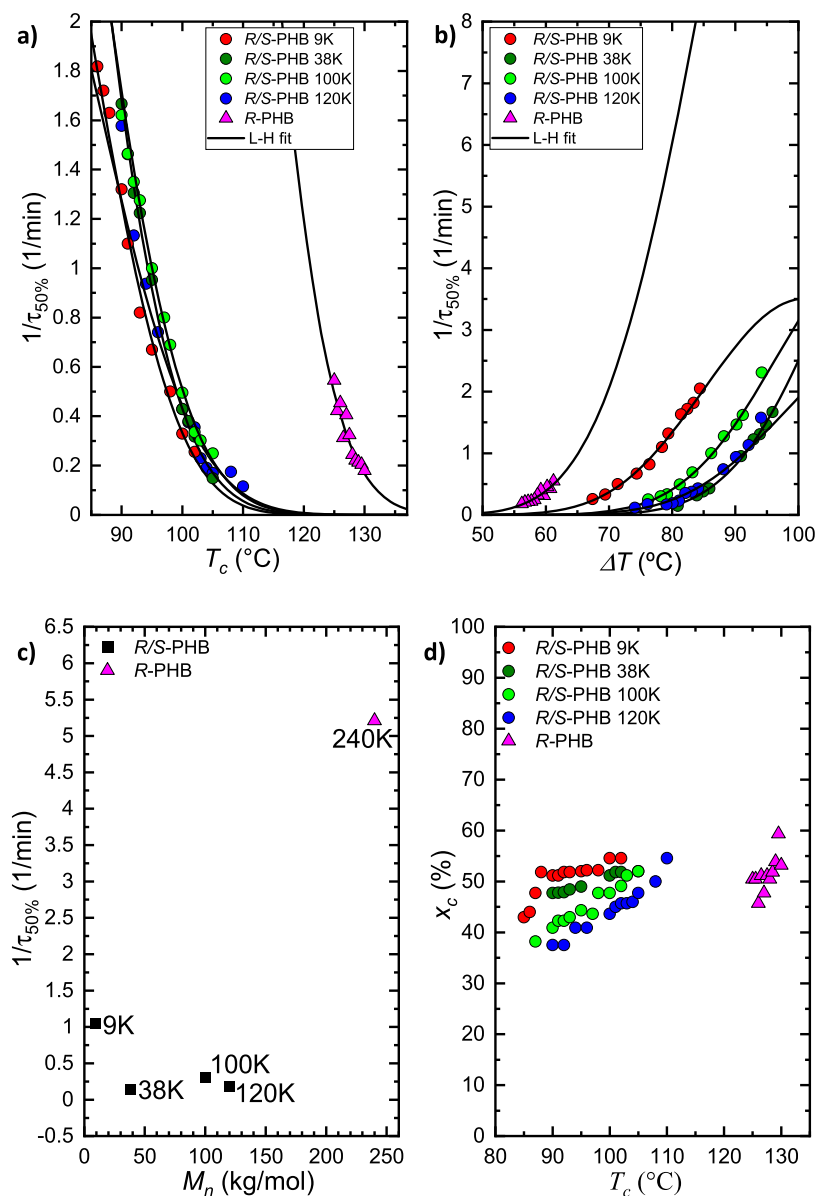 a)
R/S-PHB 9K
R/S-PHB 38K
R/S-PHB 100K
R/S-PHB 120K
R-PHB
L-H fit
2
1.8
1.6
1.4
1.2
1
0.8
0.6
0.4
0.2
0
1/τ50% (1/min)
90 100 110 120 130
Tc (°C)
b)
R/S-PHB 9K
R/S-PHB 38K
R/S-PHB 100K
R/S-PHB 120K
R-PHB
L-H fit
8
7
6
5
4
3
2
1
0
1/τ50% (1/min)
50 60 70 80 90 100
ΔT (ºC)
c)
R/S-PHB
R-PHB
6.5
6
5.5
5
4.5
4
3.5
3
2.5
2
1.5
1
0.5
0
-0.5
1/τ50% (1/min)
240K
9K
38K
100K
120K
0 50 100 150 200 250
Mn (kg/mol)
d)
R/S-PHB 9K
R/S-PHB 38K
R/S-PHB 100K
R/S-PHB 120K
R-PHB
100
90
80
70
60
50
40
30
20
10
0
xc (%)
80 90 100 110 120 130
Tc (°C)